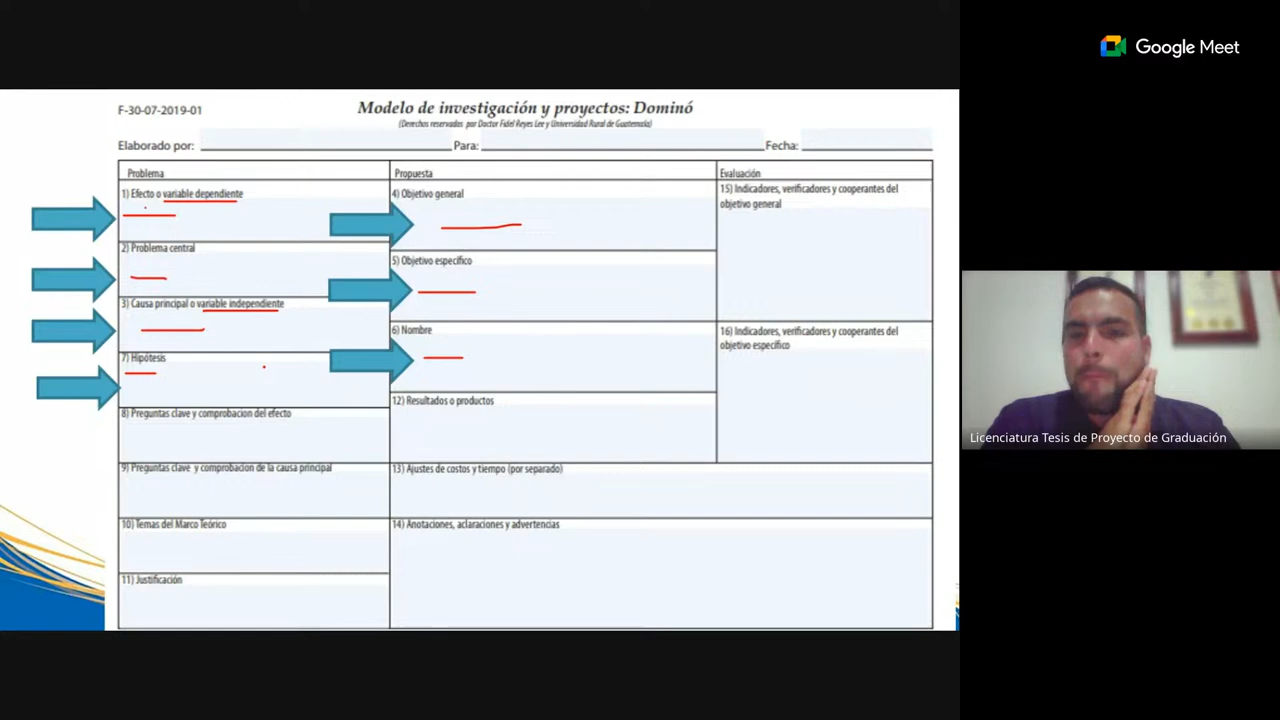 Google Meet
F-30-07-2019-01
Modelo de investigación y proyectos: Dominó
(Derechos reservados por Doctor Fidel Reyes Lee y Universidad Rural de Guatemala)
Elaborado por: Para: Fecha:
Problema
1) Efecto o variable dependiente
2) Problema central
3) Causa principal o variable independiente
7) Hipótesis
8) Preguntas clave y comprobacion del efecto
9) Preguntas clave y comprobacion de la causa principal
10) Temas del Marco Teórico
11) Justificación
Propuesta
4) Objetivo general
5) Objetivo específico
6) Nombre
12) Resultados o productos
13) Ajustes de costos y tiempo (por separado)
14) Anotaciones, aclaraciones y advertencias
Evaluación
15) Indicadores, verificadores y cooperantes del
objetivo general
16) Indicadores, verificadores y cooperantes del
objetivo específico
Licenciatura Tesis de Proyecto de Graduación